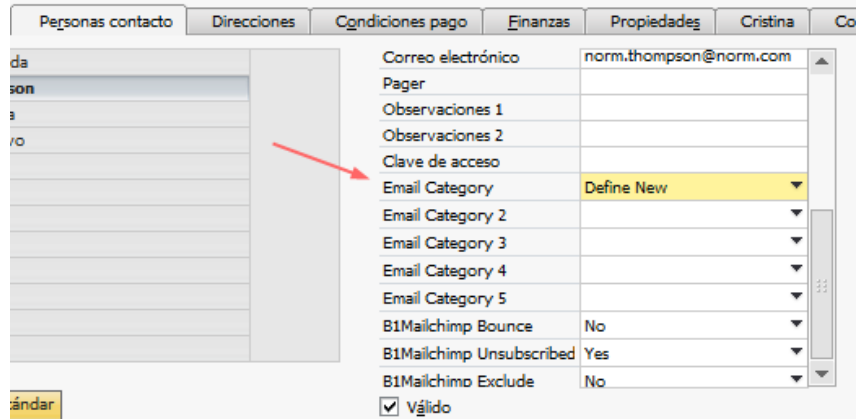 Personas contacto Direcciones Condiciones pago Finanzas Propiedades Cristina Co
da
son
a
vo
Correo electrónico norm.thompson@norm.com
Pager
Observaciones 1
Observaciones 2
Clave de acceso
Email Category Define New
Email Category 2
Email Category 3
Email Category 4
Email Category 5
B1Mailchimp Bounce No
B1Mailchimp Unsubscribed Yes
B1Mailchimp Exclude No
tándar
Válido